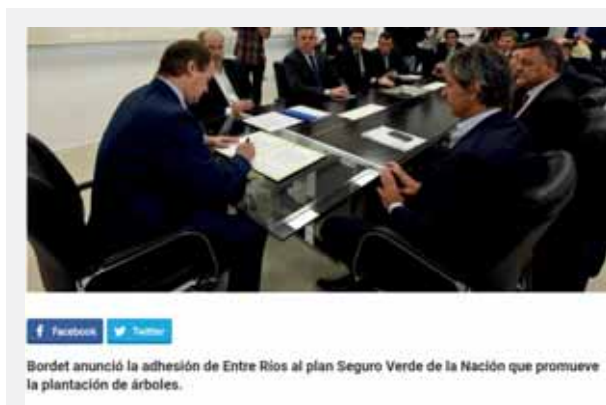 Facebook Twitter
Bordet anunció la adhesión de Entre Ríos al plan Seguro Verde de la Nación que promueve
la plantación de árboles.